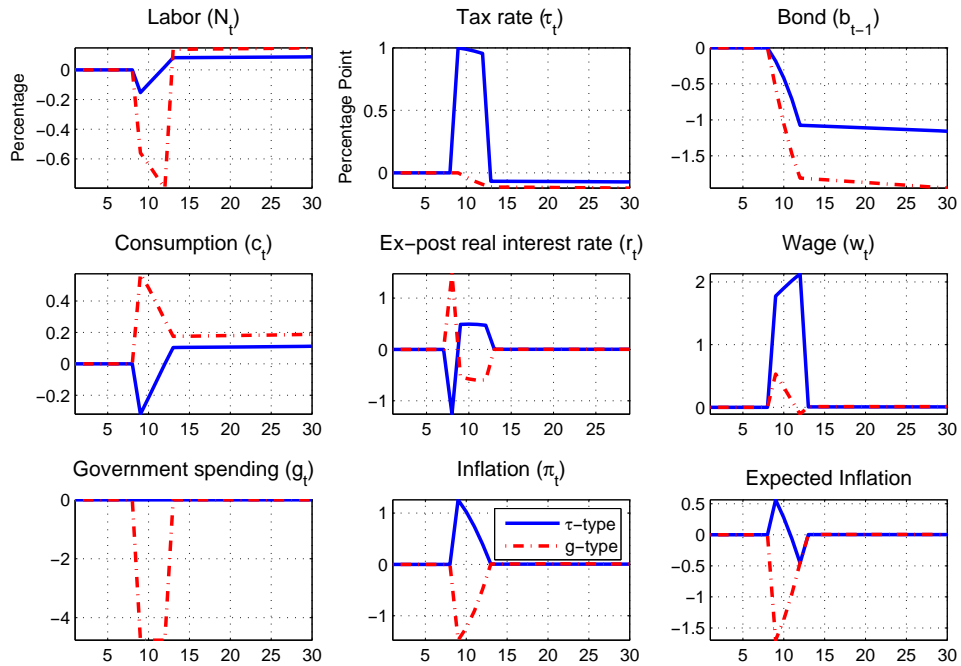 Labor (N_t)
Tax rate (τ_t)
Bond (b_{t−1})
Percentage
0
−0.2
−0.4
−0.6
5 10 15 20 25 30
Percentage Point
1
0.5
0
5 10 15 20 25 30
0
−0.5
−1
−1.5
5 10 15 20 25 30
Consumption (c_t)
Ex−post real interest rate (r_t)
Wage (w_t)
0.4
0.2
0
−0.2
5 10 15 20 25 30
1
0
−1
5 10 15 20 25
2
1
0
5 10 15 20 25 30
Government spending (g_t)
Inflation (π_t)
Expected Inflation
0
−2
−4
5 10 15 20 25 30
1
0
−1
τ−type
g−type
5 10 15 20 25 30
0.5
0
−0.5
−1
−1.5
5 10 15 20 25 30